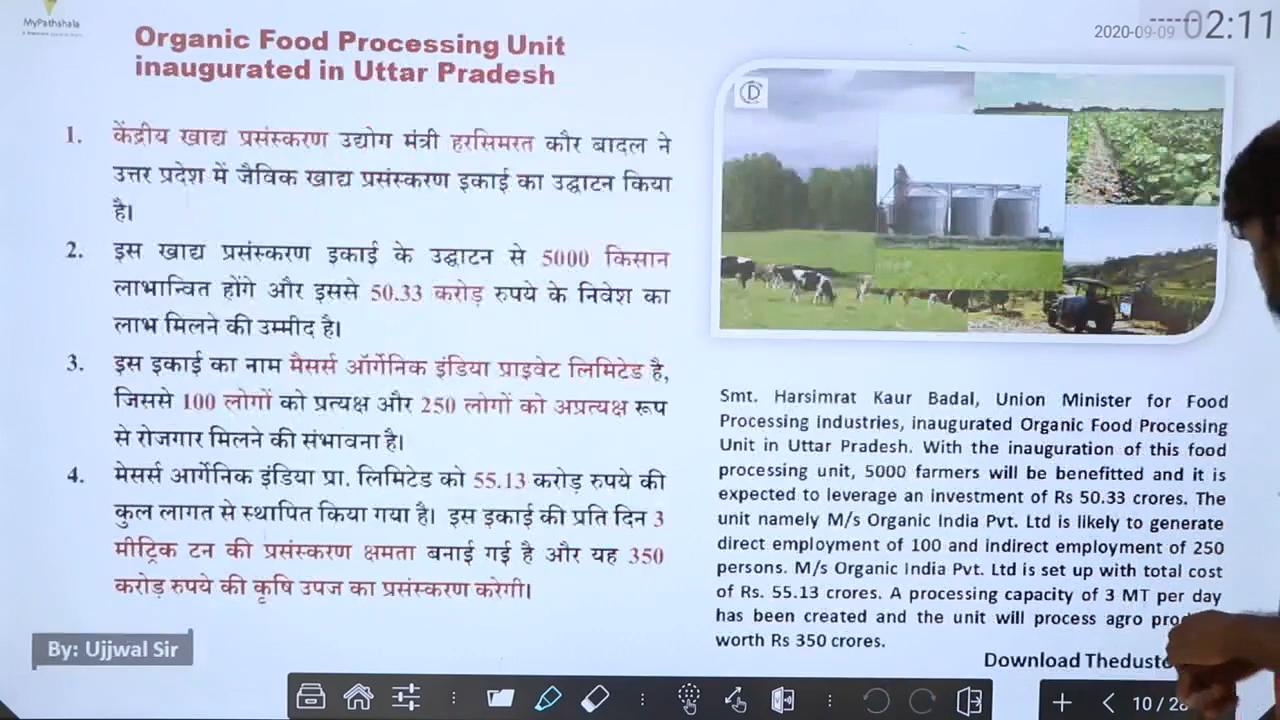 MyPathshala
2020-09-09
02:11
Organic Food Processing Unit
inaugurated in Uttar Pradesh
1. केंद्रीय खाद्य प्रसंस्करण उद्योग मंत्री हरसिमरत कौर बादल ने
उत्तर प्रदेश में जैविक खाद्य प्रसंस्करण इकाई का उद्घाटन किया
है।
2. इस खाद्य प्रसंस्करण इकाई के उद्घाटन से 5000 किसान
लाभान्वित होंगे और इससे 50.33 करोड़ रुपये के निवेश का
लाभ मिलने की उम्मीद है।
3. इस इकाई का नाम मैसर्स ऑर्गेनिक इंडिया प्राइवेट लिमिटेड है,
जिससे 100 लोगों को प्रत्यक्ष और 250 लोगों को अप्रत्यक्ष रूप
से रोजगार मिलने की संभावना है।
4. मेसर्स आर्गेनिक इंडिया प्रा. लिमिटेड को 55.13 करोड़ रुपये की
कुल लागत से स्थापित किया गया है। इस इकाई की प्रति दिन 3
मीट्रिक टन की प्रसंस्करण क्षमता बनाई गई है और यह 350
करोड़ रुपये की कृषि उपज का प्रसंस्करण करेगी।
D
Smt. Harsimrat Kaur Badal, Union Minister for Food
Processing Industries, inaugurated Organic Food Processing
Unit in Uttar Pradesh. With the inauguration of this food
processing unit, 5000 farmers will be benefitted and it is
expected to leverage an investment of Rs 50.33 crores. The
unit namely M/s Organic India Pvt. Ltd is likely to generate
direct employment of 100 and indirect employment of 250
persons. M/s Organic India Pvt. Ltd is set up with total cost
of Rs. 55.13 crores. A processing capacity of 3 MT per day
has been created and the unit will process agro
worth Rs 350 crores.
Download
By: Ujjwal Sir
10